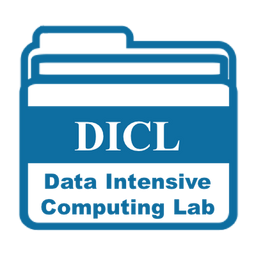 DICL
Data Intensive
Computing Lab